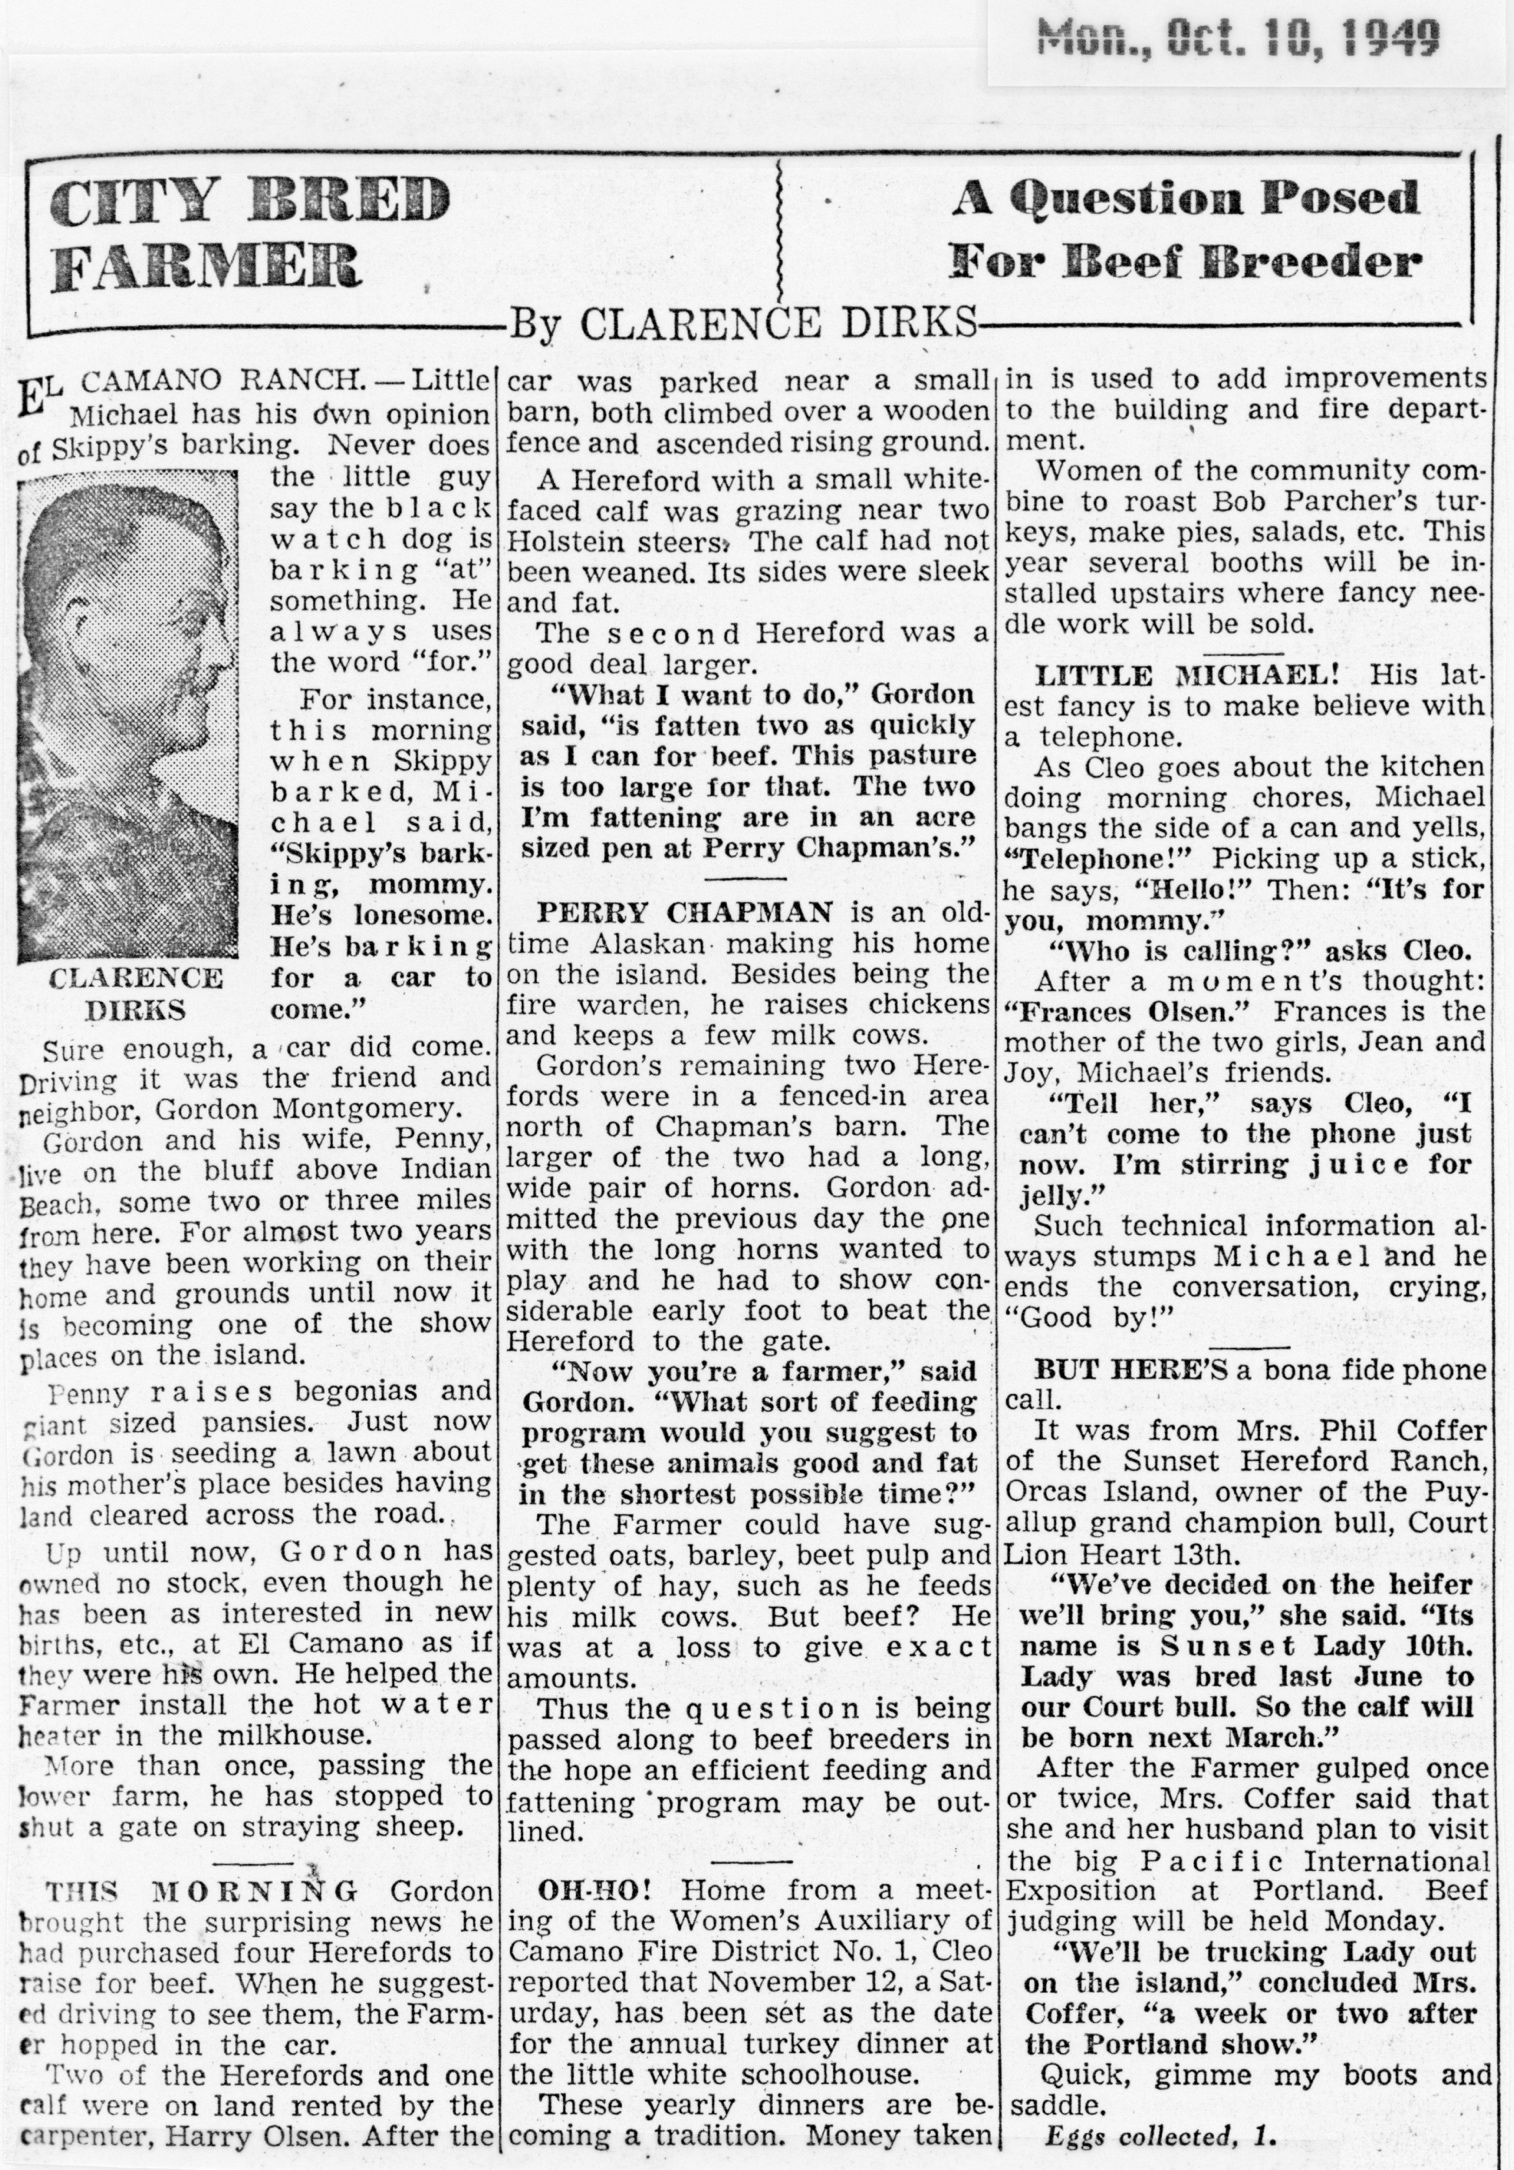 Mon., Oct. 10, 1949
CITY BRED
FARMER
A Question Posed
For Beef Breeder
By CLARENCE DIRKS
EL CAMANO RANCH. — Little
Michael has his own opinion
of Skippy's barking. Never does
the little guy
say the black
watch dog is
barking "at"
something. He
always uses
the word "for."
For instance,
this morning
when Skippy
barked, Mi-
chael said,
"Skippy's bark-
ing, mommy.
He's lonesome.
He's barking
for a car to
come."
CLARENCE
DIRKS
Sure enough, a car did come.
Driving it was the friend and
neighbor, Gordon Montgomery.
Gordon and his wife, Penny,
live on the bluff above Indian
Beach, some two or three miles
from here. For almost two years
they have been working on their
home and grounds until now it
is becoming one of the show
places on the island.
Penny raises begonias and
giant sized pansies. Just now
Gordon is seeding a lawn about
his mother's place besides having
land cleared across the road.
Up until now, Gordon has
owned no stock, even though he
has been as interested in new
births, etc., at El Camano as if
they were his own. He helped the
Farmer install the hot water
heater in the milkhouse.
More than once, passing the
lower farm, he has stopped to
shut a gate on straying sheep.
THIS MORNING Gordon
brought the surprising news he
had purchased four Herefords to
raise for beef. When he suggest-
ed driving to see them, the Farm-
er hopped in the car.
Two of the Herefords and one
calf were on land rented by the
carpenter, Harry Olsen. After the
car was parked near a small
barn, both climbed over a wooden
fence and ascended rising ground.
A Hereford with a small white-
faced calf was grazing near two
Holstein steers. The calf had not
been weaned. Its sides were sleek
and fat.
The second Hereford was a
good deal larger.
"What I want to do," Gordon
said, "is fatten two as quickly
as I can for beef. This pasture
is too large for that. The two
I'm fattening are in an acre
sized pen at Perry Chapman's."
PERRY CHAPMAN is an old-
time Alaskan making his home
on the island. Besides being the
fire warden, he raises chickens
and keeps a few milk cows.
Gordon's remaining two Here-
fords were in a fenced-in area
north of Chapman's barn. The
larger of the two had a long,
wide pair of horns. Gordon ad-
mitted the previous day the one
with the long horns wanted to
play and he had to show con-
siderable early foot to beat the
Hereford to the gate.
"Now you're a farmer," said
Gordon. "What sort of feeding
program would you suggest to
get these animals good and fat
in the shortest possible time?"
The Farmer could have sug-
gested oats, barley, beet pulp and
plenty of hay, such as he feeds
his milk cows. But beef? He
was at a loss to give exact
amounts.
Thus the question is being
passed along to beef breeders in
the hope an efficient feeding and
fattening program may be out-
lined.
OH-HO! Home from a meet-
ing of the Women's Auxiliary of
Camano Fire District No. 1, Cleo
reported that November 12, a Sat-
urday, has been set as the date
for the annual turkey dinner at
the little white schoolhouse.
These yearly dinners are be-
coming a tradition. Money taken
in is used to add improvements
to the building and fire depart-
ment.
Women of the community com-
bine to roast Bob Parcher's tur-
keys, make pies, salads, etc. This
year several booths will be in-
stalled upstairs where fancy nee-
dle work will be sold.
LITTLE MICHAEL! His lat-
est fancy is to make believe with
a telephone.
As Cleo goes about the kitchen
doing morning chores, Michael
bangs the side of a can and yells,
"Telephone!" Picking up a stick,
he says, "Hello!" Then: "It's for
you, mommy."
"Who is calling?" asks Cleo.
After a moment's thought:
"Frances Olsen." Frances is the
mother of the two girls, Jean and
Joy, Michael's friends.
"Tell her," says Cleo, "I
can't come to the phone just
now. I'm stirring juice for
jelly."
Such technical information al-
ways stumps Michael and he
ends the conversation, crying,
"Good by!"
BUT HERE'S a bona fide phone
call.
It was from Mrs. Phil Coffer
of the Sunset Hereford Ranch,
Orcas Island, owner of the Puy-
allup grand champion bull, Court
Lion Heart 13th.
"We've decided on the heifer
we'll bring you," she said. "Its
name is Sunset Lady 10th.
Lady was bred last June to
our Court bull. So the calf will
be born next March."
After the Farmer gulped once
or twice, Mrs. Coffer said that
she and her husband plan to visit
the big Pacific International
Exposition at Portland. Beef
judging will be held Monday.
"We'll be trucking Lady out
on the island," concluded Mrs.
Coffer, "a week or two after
the Portland show."
Quick, gimme my boots and
saddle.
Eggs collected, 1.